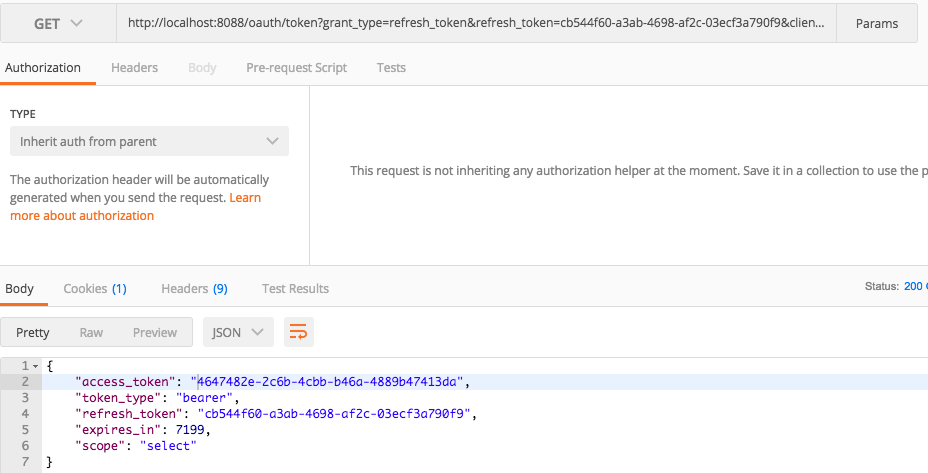 GET http://localhost:8088/oauth/token?grant_type=refresh_token&refresh_token=cb544f60-a3ab-4698-af2c-03ecf3a790f9&clien... Params
Authorization Headers Body Pre-request Script Tests
TYPE
Inherit auth from parent
The authorization header will be automatically
generated when you send the request. Learn
more about authorization
This request is not inheriting any authorization helper at the moment. Save it in a collection to use the p
Body Cookies (1) Headers (9) Test Results Status: 200
Pretty Raw Preview JSON
1 {
2 "access_token": "4647482e-2c6b-4cbb-b46a-4889b47413da",
3 "token_type": "bearer",
4 "refresh_token": "cb544f60-a3ab-4698-af2c-03ecf3a790f9",
5 "expires_in": 7199,
6 "scope": "select"
7 }